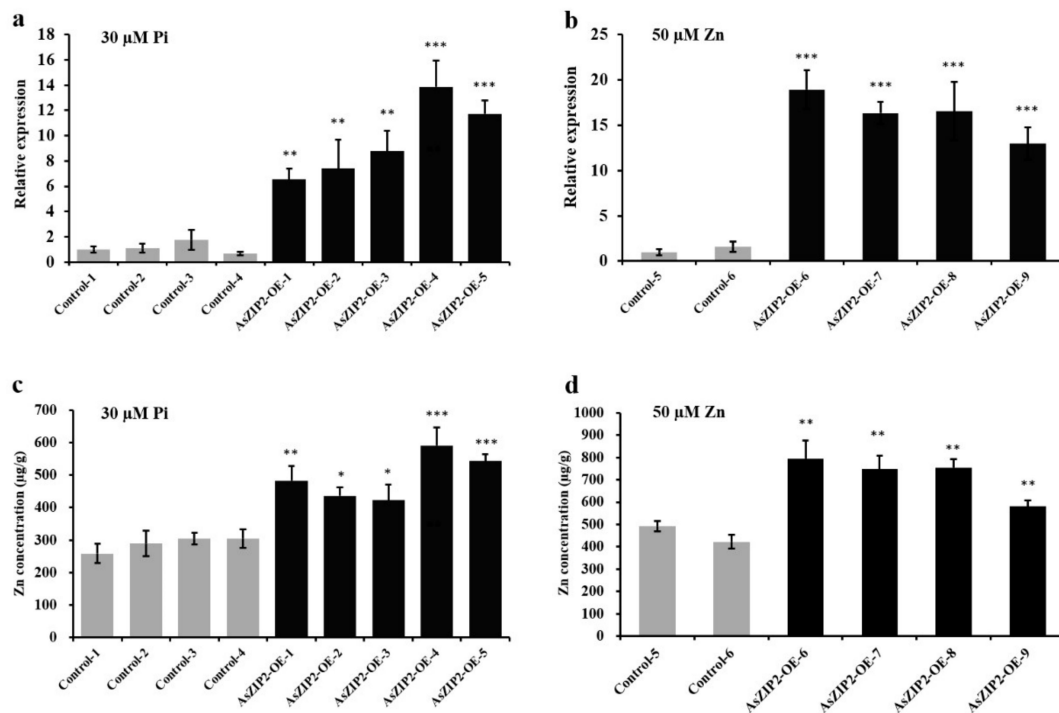 a
30 µM Pi
Relative expression
18
16
14
12
10
8
6
4
2
0
** ** ** *** ***
Control-1 Control-2 Control-3 Control-4 AsZIP2-OE-1 AsZIP2-OE-2 AsZIP2-OE-3 AsZIP2-OE-4 AsZIP2-OE-5
b
50 µM Zn
Relative expression
25
20
15
10
5
0
*** *** *** ***
Control-5 Control-6 AsZIP2-OE-6 AsZIP2-OE-7 AsZIP2-OE-8 AsZIP2-OE-9
c
30 µM Pi
Zn concentration (µg/g)
700
600
500
400
300
200
100
0
** * * *** ***
Control-1 Control-2 Control-3 Control-4 AsZIP2-OE-1 AsZIP2-OE-2 AsZIP2-OE-3 AsZIP2-OE-4 AsZIP2-OE-5
d
50 µM Zn
Zn concentration (µg/g)
1000
900
800
700
600
500
400
300
200
100
0
** ** ** **
Control-5 Control-6 AsZIP2-OE-6 AsZIP2-OE-7 AsZIP2-OE-8 AsZIP2-OE-9